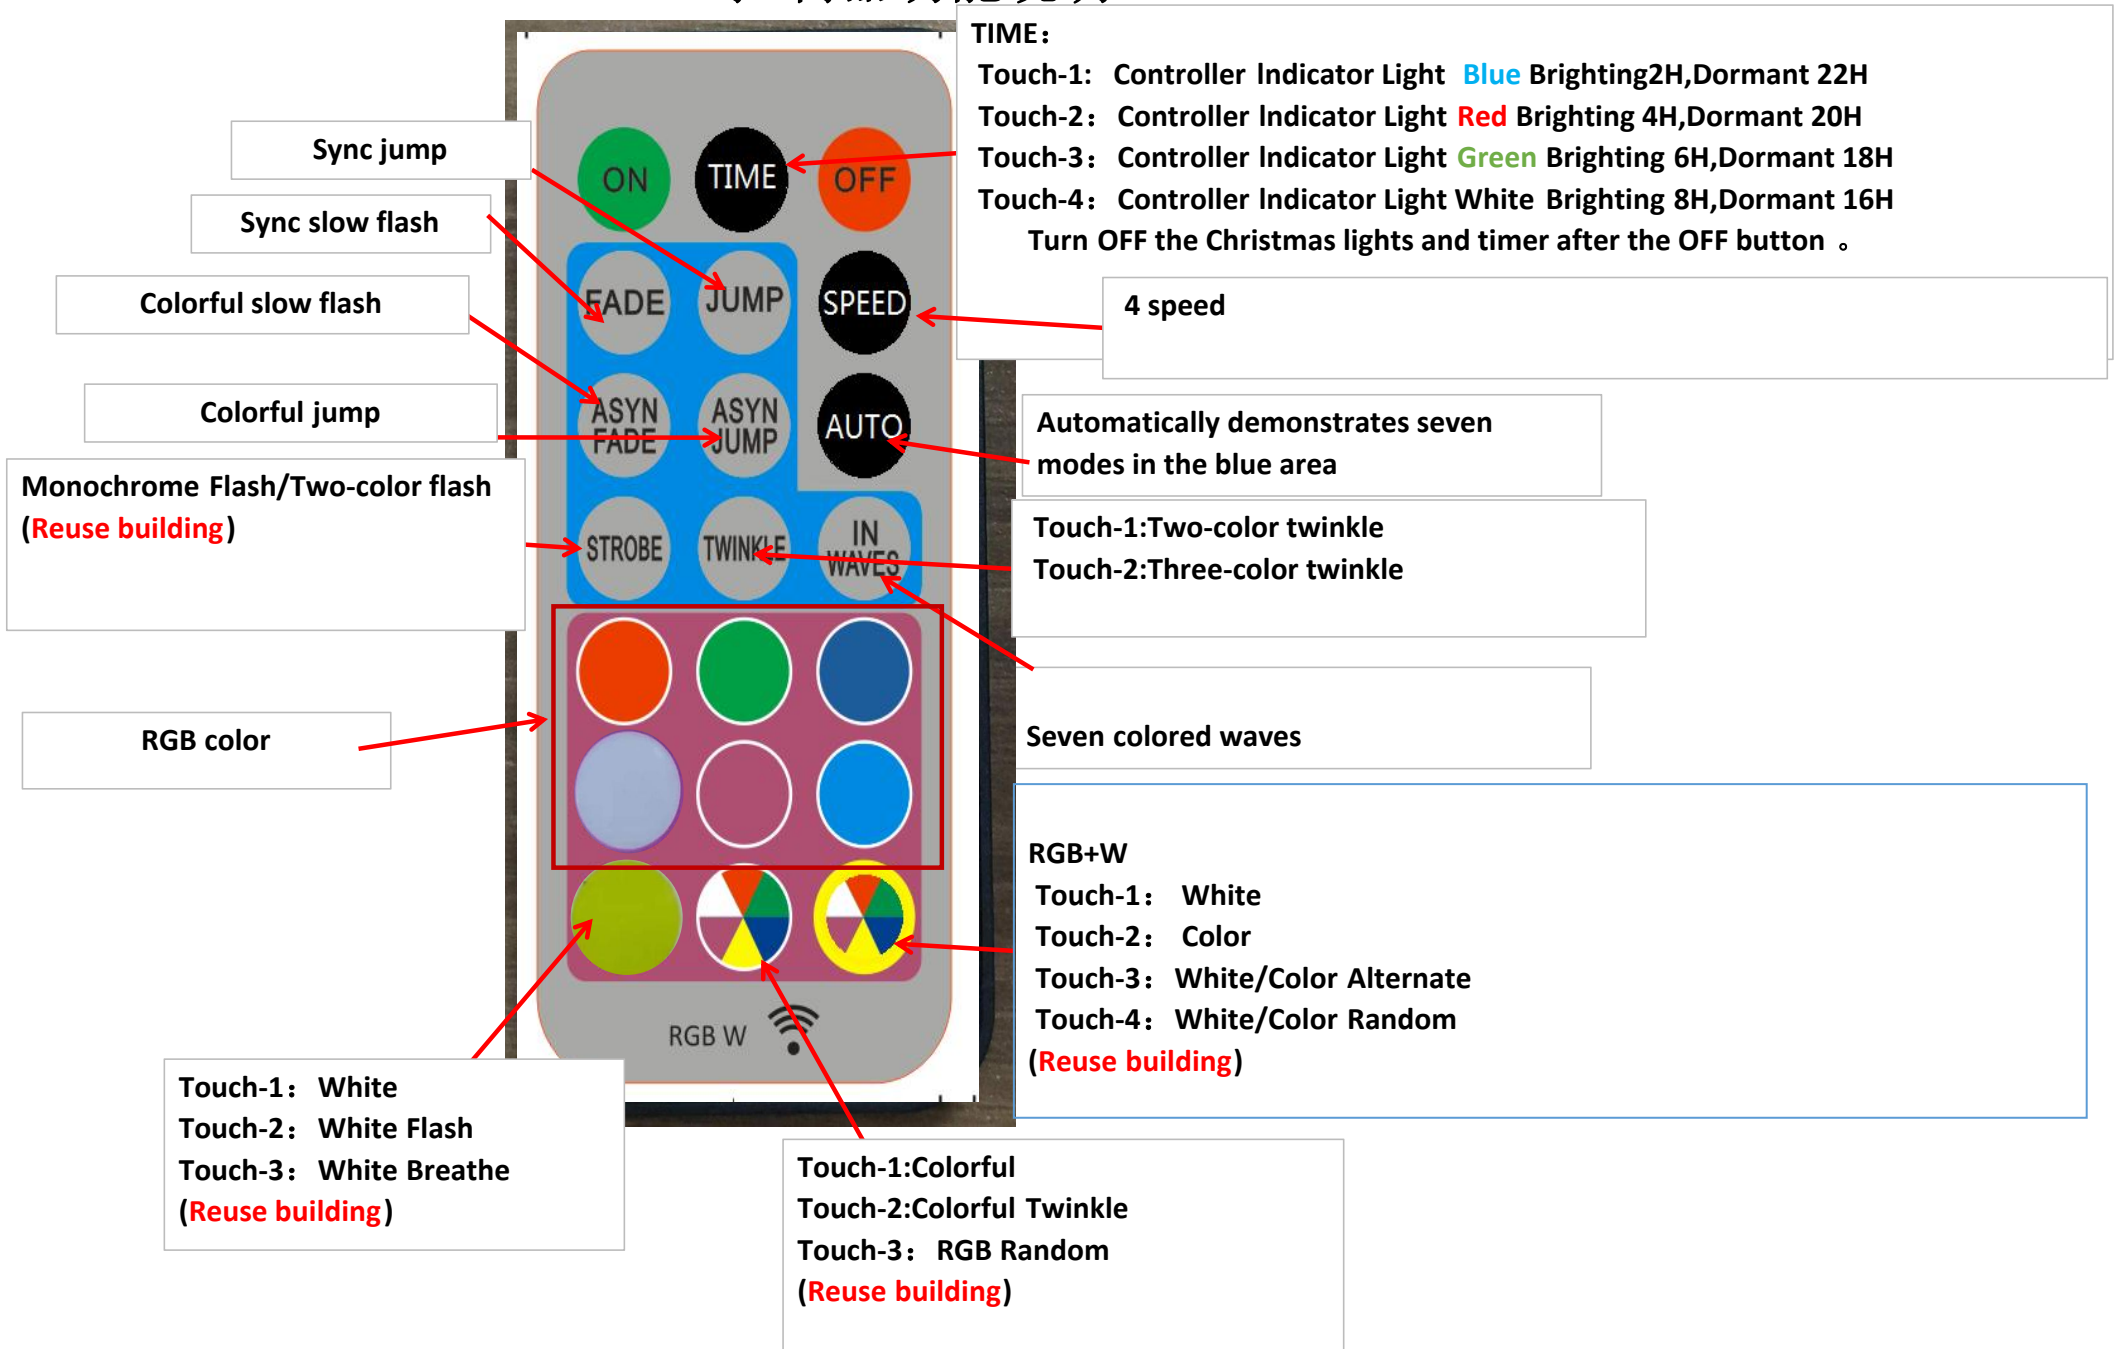 TIME：
Touch-1: Controller Indicator Light Blue Brighting2H,Dormant 22H
Touch-2：Controller Indicator Light Red Brighting 4H,Dormant 20H
Touch-3：Controller Indicator Light Green Brighting 6H,Dormant 18H
Touch-4：Controller Indicator Light White Brighting 8H,Dormant 16H
Turn OFF the Christmas lights and timer after the OFF button 。
Sync jump
Sync slow flash
Colorful slow flash
Colorful jump
Monochrome Flash/Two-color flash
(Reuse building)
RGB color
ON
TIME
OFF
FADE
JUMP
SPEED
ASYN
FADE
ASYN
JUMP
AUTO
STROBE
TWINKLE
IN
WAVES
RGB W
4 speed
Automatically demonstrates seven
modes in the blue area
Touch-1:Two-color twinkle
Touch-2:Three-color twinkle
Seven colored waves
RGB+W
Touch-1： White
Touch-2： Color
Touch-3：White/Color Alternate
Touch-4：White/Color Random
(Reuse building)
Touch-1： White
Touch-2： White Flash
Touch-3：White Breathe
(Reuse building)
Touch-1:Colorful
Touch-2:Colorful Twinkle
Touch-3： RGB Random
(Reuse building)